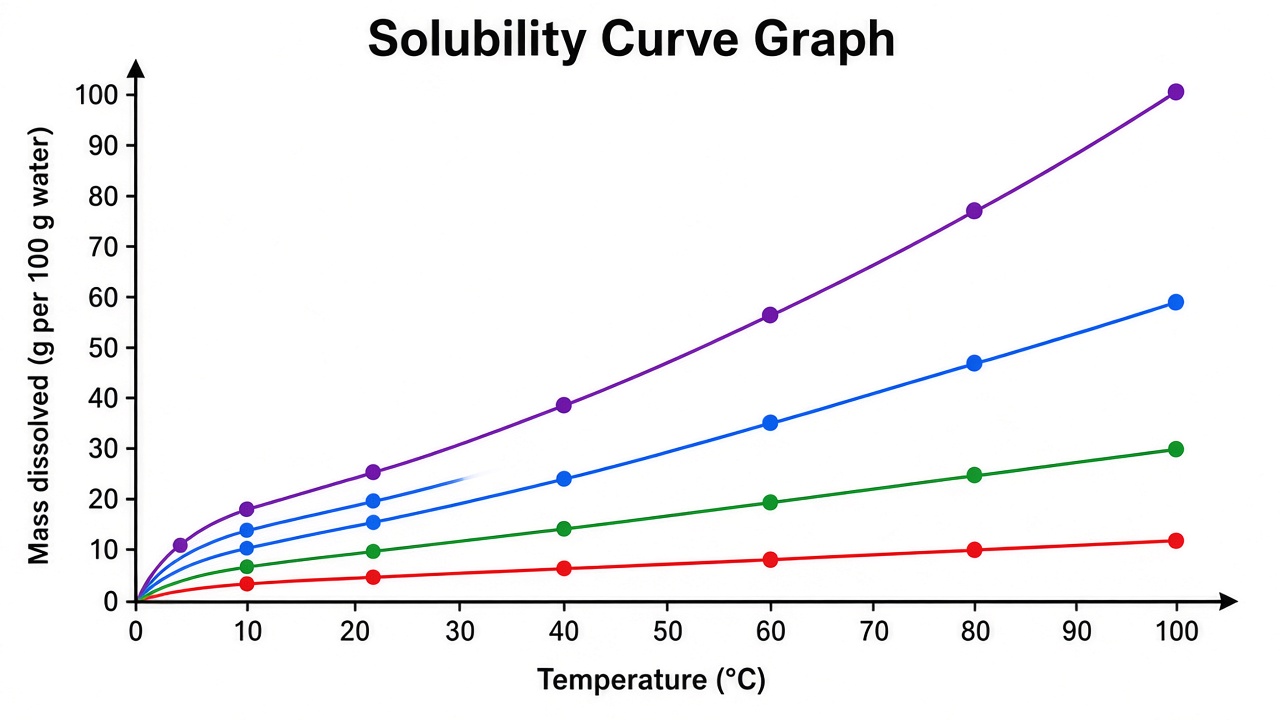 Solubility Curve Graph
Mass dissolved (g per 100 g water)
100
90
80
70
60
50
40
30
20
10
0
0 10 20 30 40 50 60 70 80 90 100
Temperature (°C)